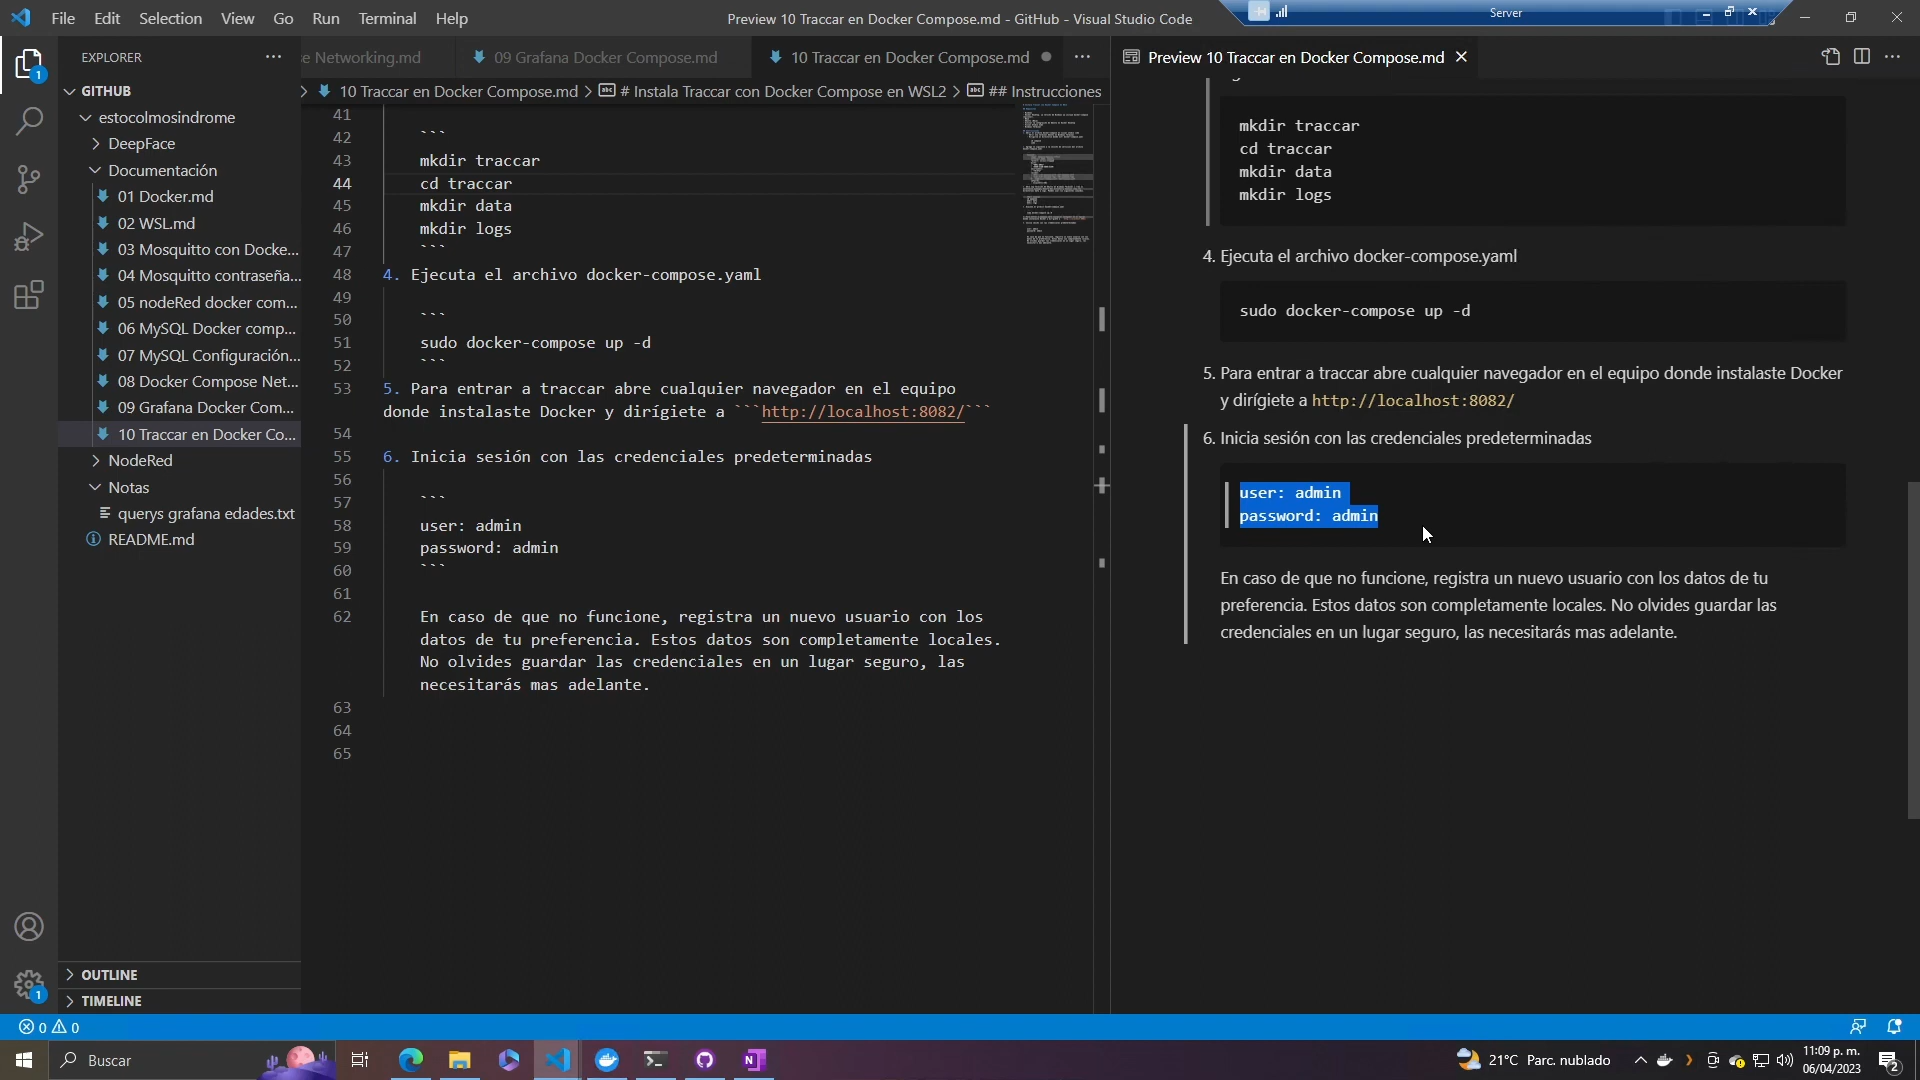 File Edit Selection View Go Run Terminal Help
Preview 10 Traccar en Docker Compose.md - GitHub - Visual Studio Code
Server
EXPLORER
GITHUB
estocolmosindrome
DeepFace
Documentación
01 Docker.md
02 WSL.md
03 Mosquitto con Docke...
04 Mosquitto contraseña...
05 nodeRed docker com...
06 MySQL Docker comp...
07 MySQL Configuración...
08 Docker Compose Net...
09 Grafana Docker Com...
10 Traccar en Docker Co...
NodeRed
Notas
querys grafana edades.txt
README.md
OUTLINE
TIMELINE
e Networking.md 09 Grafana Docker Compose.md 10 Traccar en Docker Compose.md
10 Traccar en Docker Compose.md > # Instala Traccar con Docker Compose en WSL2 > ## Instrucciones
41
42 ```
43 mkdir traccar
44 cd traccar
45 mkdir data
46 mkdir logs
47 ```
48 4. Ejecuta el archivo docker-compose.yaml
49
50 ```
51 sudo docker-compose up -d
52 ```
53 5. Para entrar a traccar abre cualquier navegador en el equipo
donde instalaste Docker y dirígiete a ```http://localhost:8082/```
54
55 6. Inicia sesión con las credenciales predeterminadas
56
57 ```
58 user: admin
59 password: admin
60 ```
61
62 En caso de que no funcione, registra un nuevo usuario con los
datos de tu preferencia. Estos datos son completamente locales.
No olvides guardar las credenciales en un lugar seguro, las
necesitarás mas adelante.
63
64
65
Preview 10 Traccar en Docker Compose.md
mkdir traccar
cd traccar
mkdir data
mkdir logs
4. Ejecuta el archivo docker-compose.yaml
sudo docker-compose up -d
5. Para entrar a traccar abre cualquier navegador en el equipo donde instalaste Docker
y dirígiete a http://localhost:8082/
6. Inicia sesión con las credenciales predeterminadas
user: admin
password: admin
En caso de que no funcione, registra un nuevo usuario con los datos de tu
preferencia. Estos datos son completamente locales. No olvides guardar las
credenciales en un lugar seguro, las necesitarás mas adelante.
0 0
Buscar
21°C Parc. nublado
11:09 p. m.
06/04/2023
2